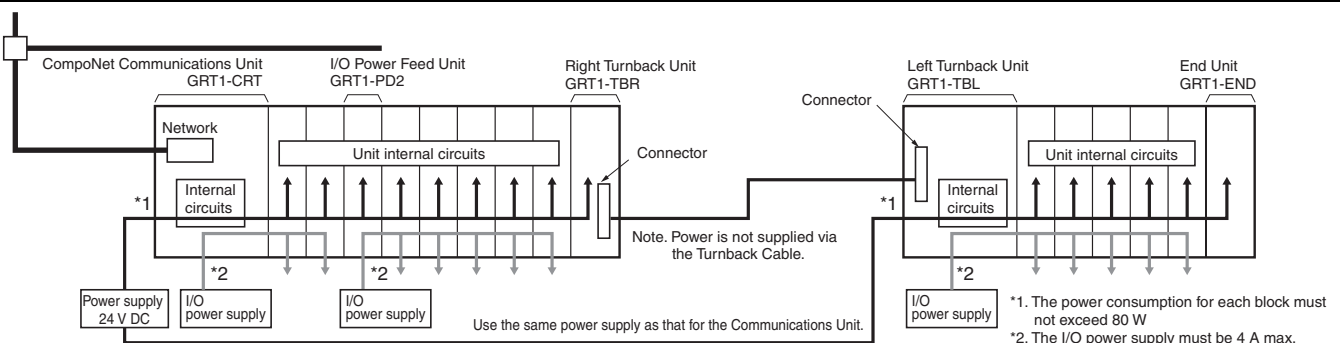 CompoNet Communications Unit
GRT1-CRT
I/O Power Feed Unit
GRT1-PD2
Right Turnback Unit
GRT1-TBR
Left Turnback Unit
GRT1-TBL
End Unit
GRT1-END
Connector
Network
Unit internal circuits
Connector
Unit internal circuits
Internal
circuits
Internal
circuits
*1
*1
Note. Power is not supplied via
the Turnback Cable.
*2
*2
*2
Power supply
24 V DC
I/O
power supply
I/O
power supply
Use the same power supply as that for the Communications Unit.
I/O
power supply
*1. The power consumption for each block must
not exceed 80 W
*2. The I/O power supply must be 4 A max.